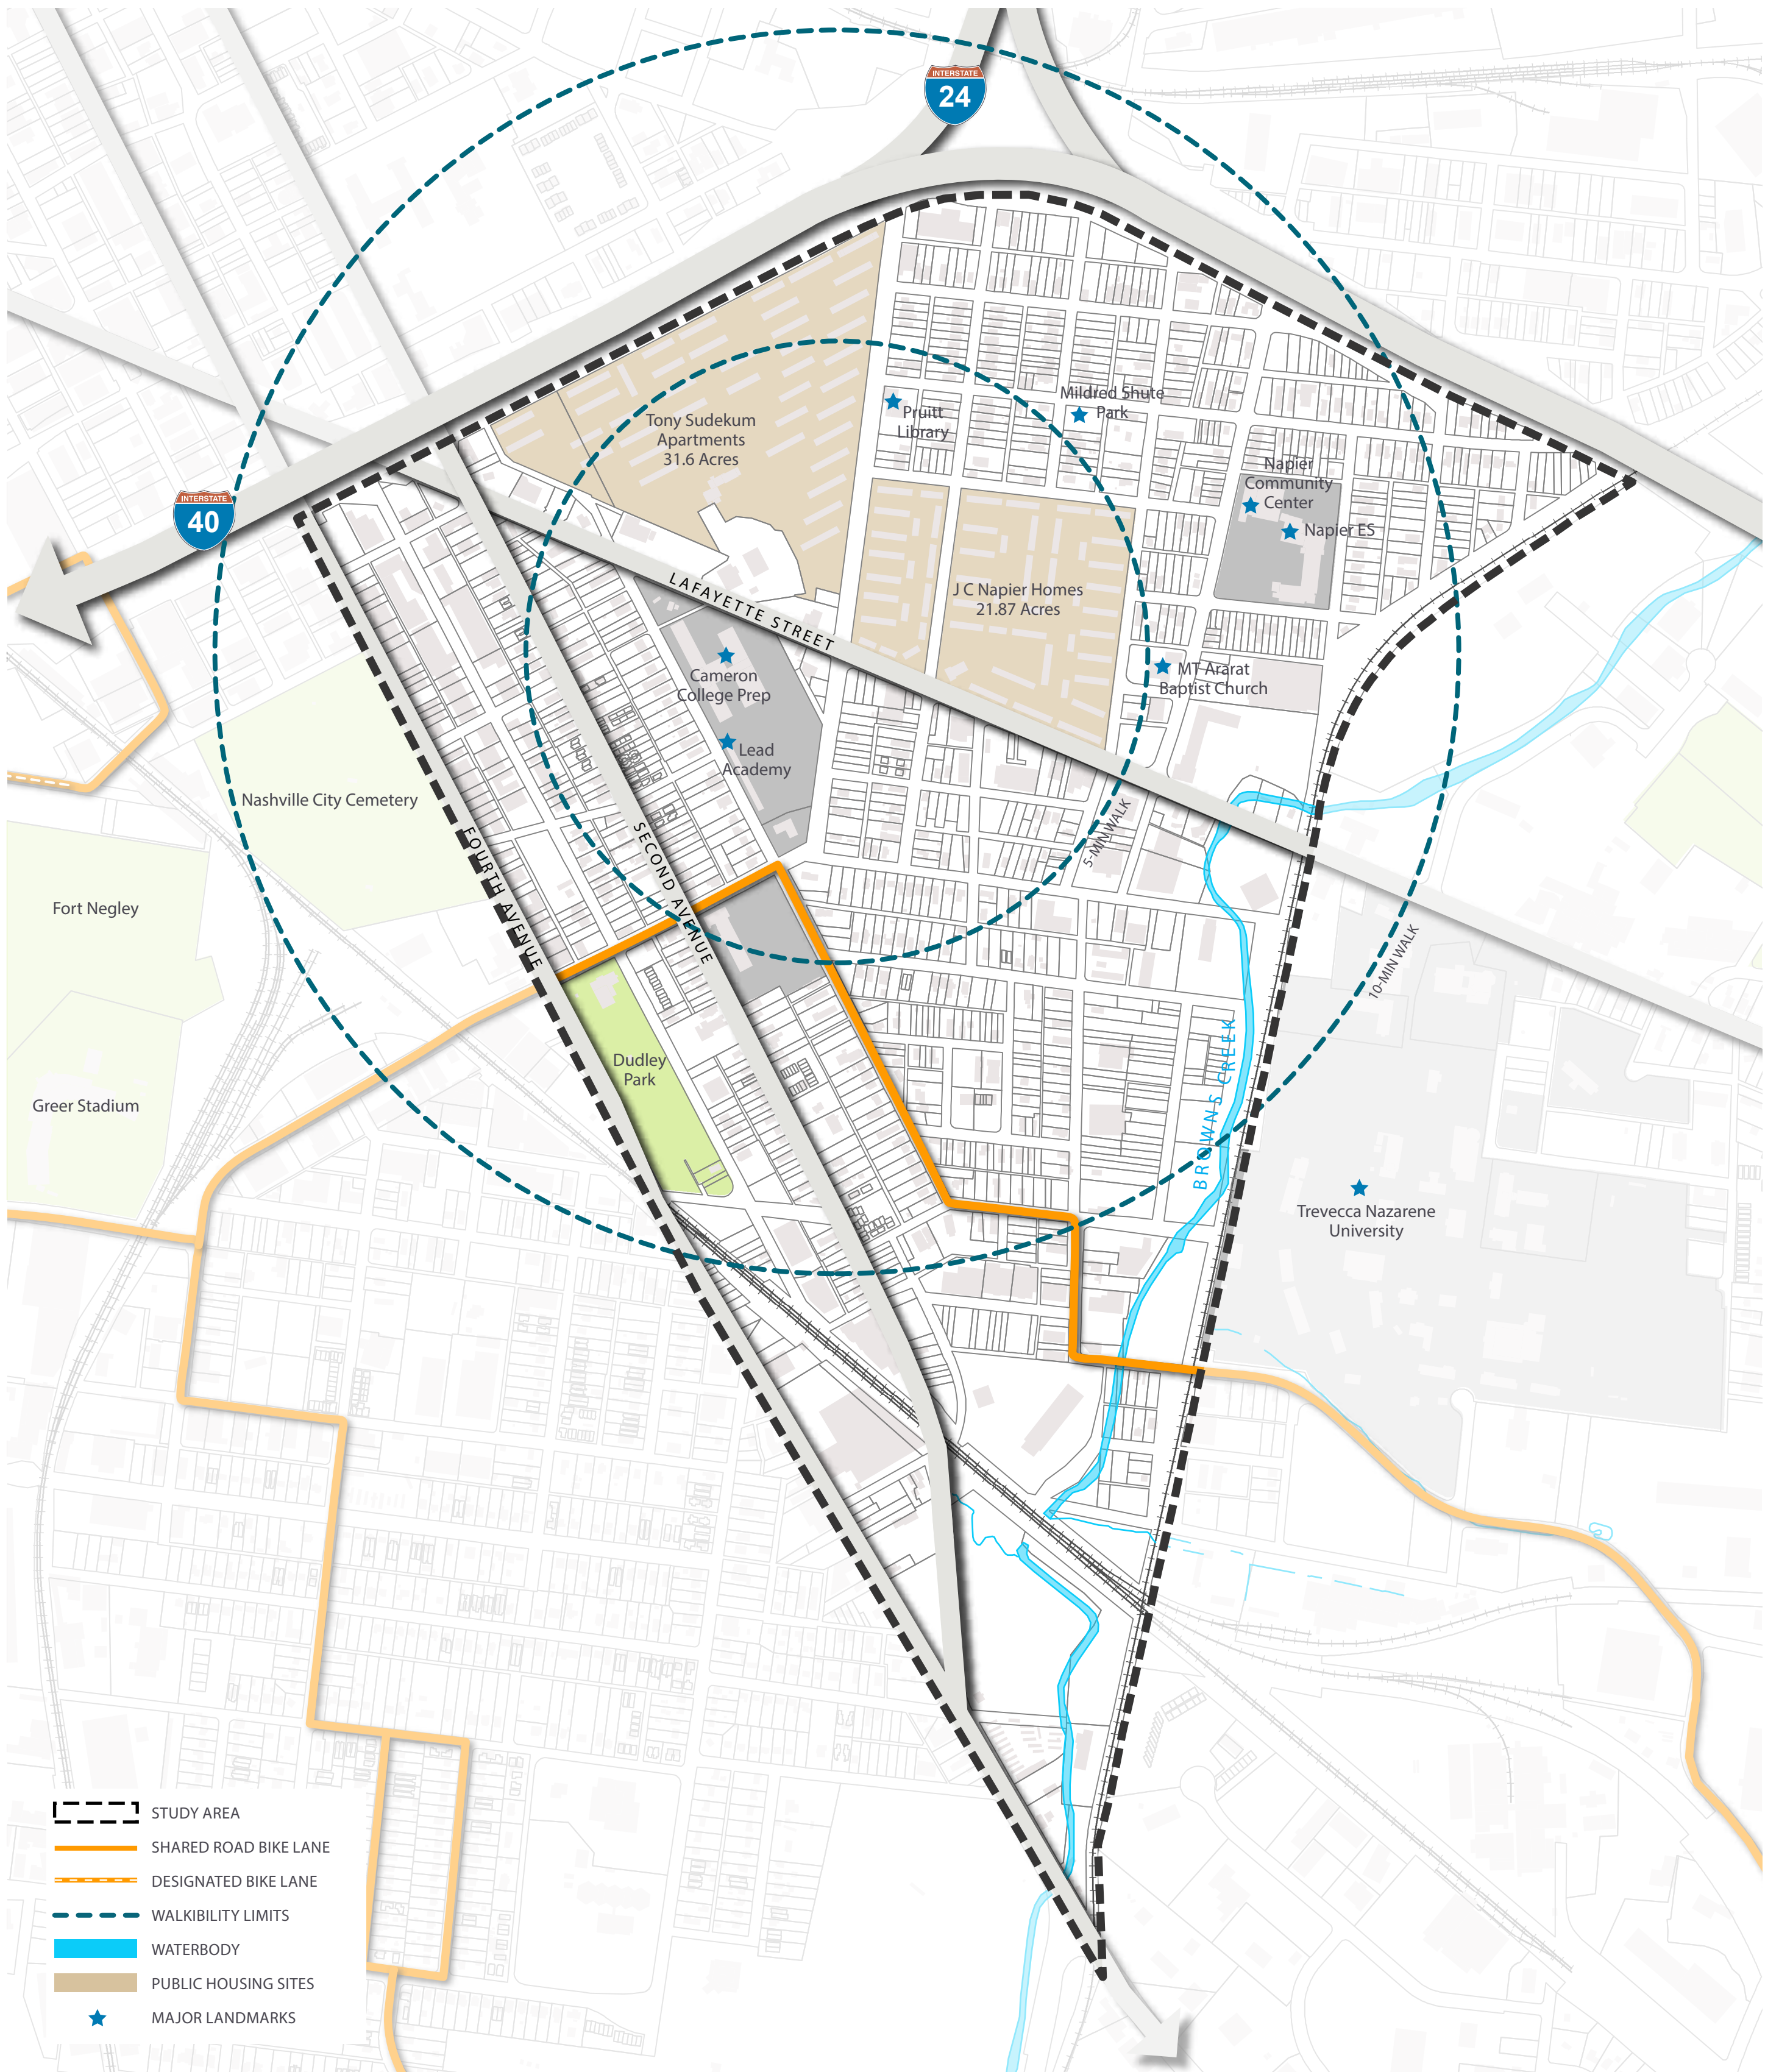 INTERSTATE
24
Mildred Shute
Park
Pruitt
Library
Tony Sudekum
Apartments
31.6 Acres
Napier
Community
Center
INTERSTATE
40
Napier ES
LAFAYETTE STREET
J C Napier Homes
21.87 Acres
Cameron
College Prep
MT Ararat
Baptist Church
Lead
Academy
Nashville City Cemetery
5-MIN WALK
FOURTH AVENUE
SECOND AVENUE
Fort Negley
10-MIN WALK
Dudley
Park
Greer Stadium
BROWNS CREEK
Trevecca Nazarene
University
STUDY AREA
SHARED ROAD BIKE LANE
DESIGNATED BIKE LANE
WALKIBILITY LIMITS
WATERBODY
PUBLIC HOUSING SITES
MAJOR LANDMARKS